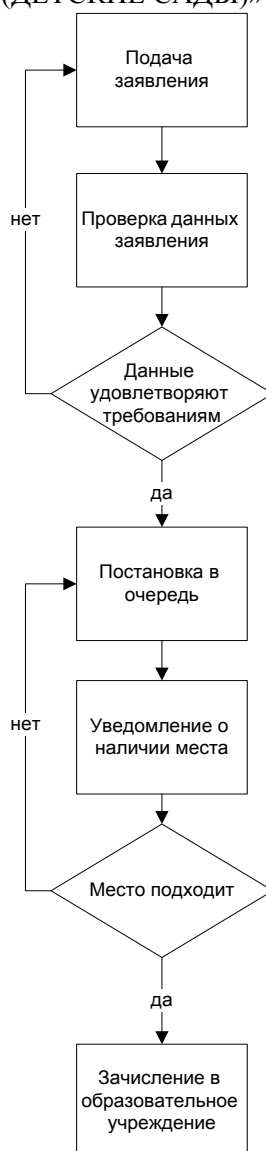 (ДЕТСКИЕ САДЫ)»
Подача
заявления
нет
Проверка данных
заявления
Данные
удовлетворяют
требованиям
да
Постановка в
очередь
нет
Уведомление о
наличии места
Место подходит
да
Зачисление в
образовательное
учреждение